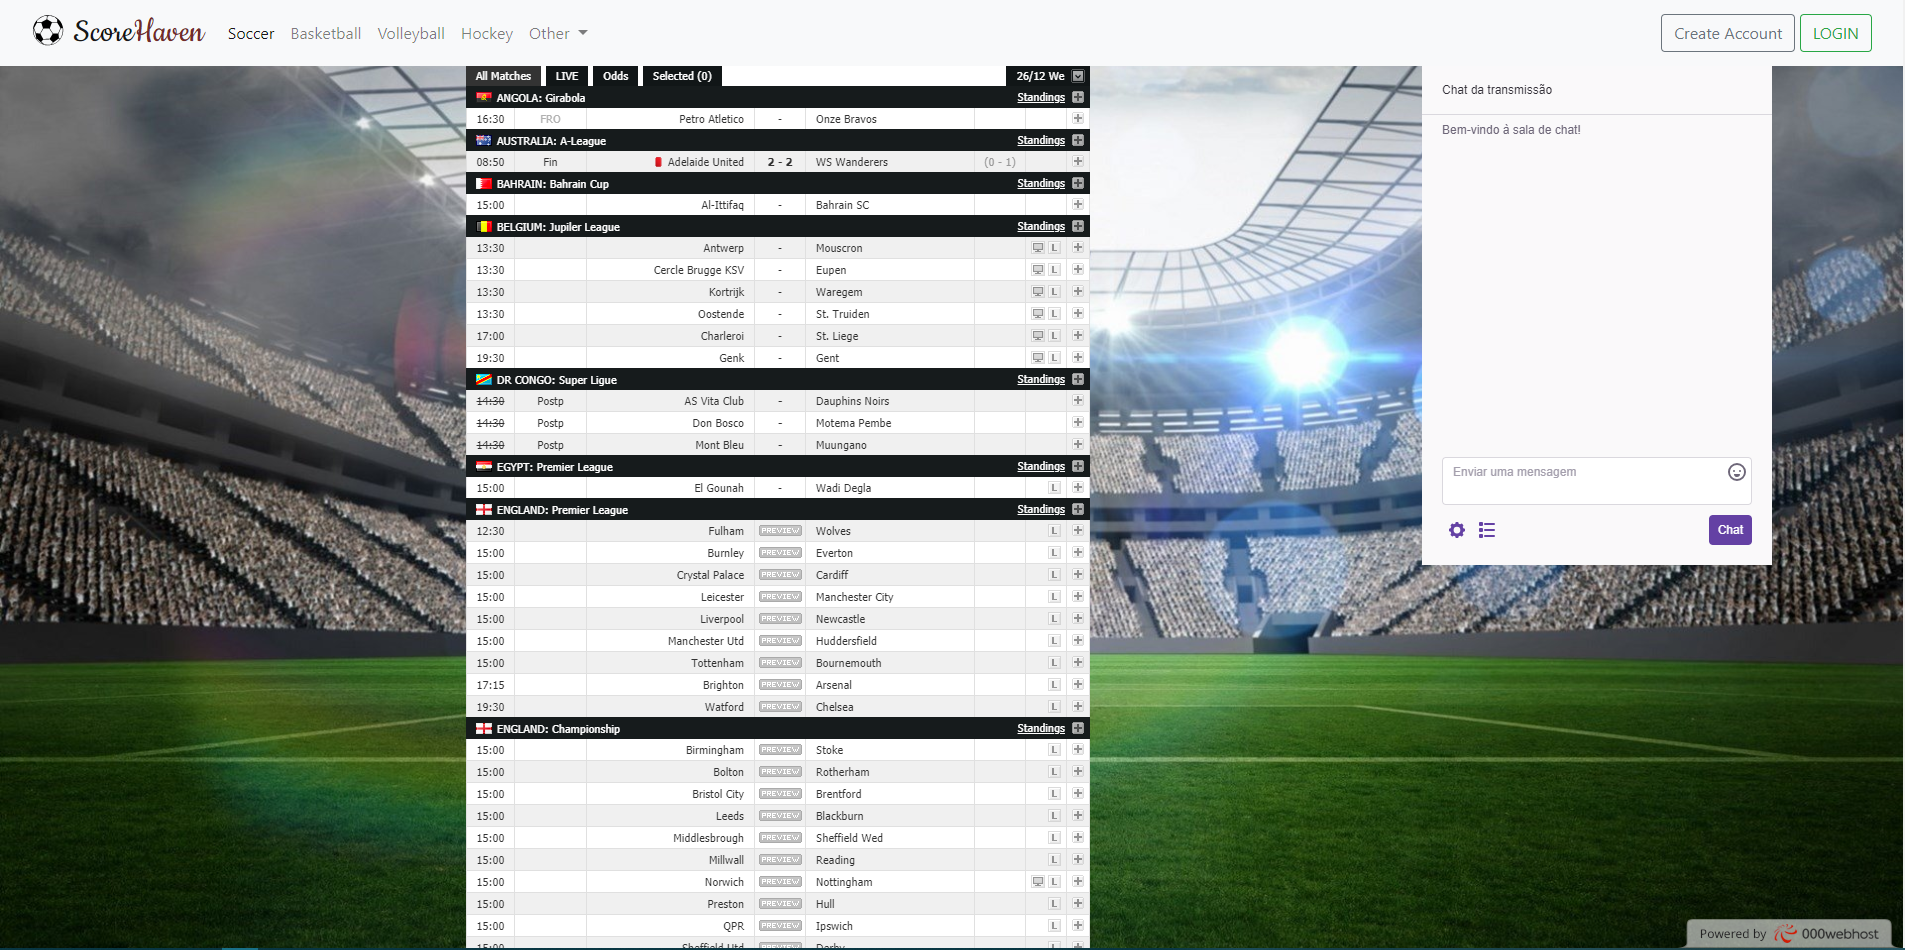 ScoreHaven Soccer Basketball Volleyball Hockey Other Create Account LOGIN
All Matches LIVE Odds Selected (0) 26/12 We
ANGOLA: Girabola Standings
16:30 FRO Petro Atletico - Onze Bravos
AUSTRALIA: A-League Standings
08:50 Fin Adelaide United 2 - 2 WS Wanderers (0 - 1)
BAHRAIN: Bahrain Cup Standings
15:00 Al-Ittifaq - Bahrain SC
BELGIUM: Jupiler League Standings
13:30 Antwerp - Mouscron L
13:30 Cercle Brugge KSV - Eupen L
13:30 Kortrijk - Waregem L
13:30 Oostende - St. Truiden L
17:00 Charleroi - St. Liege L
19:30 Genk - Gent L
DR CONGO: Super Ligue Standings
14:30 Postp AS Vita Club - Dauphins Noirs
14:30 Postp Don Bosco - Motema Pembe
14:30 Postp Mont Bleu - Muungano
EGYPT: Premier League Standings
15:00 El Gounah - Wadi Degla L
ENGLAND: Premier League Standings
12:30 Fulham PREVIEW Wolves L
15:00 Burnley PREVIEW Everton L
15:00 Crystal Palace PREVIEW Cardiff L
15:00 Leicester PREVIEW Manchester City L
15:00 Liverpool PREVIEW Newcastle L
15:00 Manchester Utd PREVIEW Huddersfield L
15:00 Tottenham PREVIEW Bournemouth L
17:15 Brighton PREVIEW Arsenal L
19:30 Watford PREVIEW Chelsea L
ENGLAND: Championship Standings
15:00 Birmingham PREVIEW Stoke L
15:00 Bolton PREVIEW Rotherham L
15:00 Bristol City PREVIEW Brentford L
15:00 Leeds PREVIEW Blackburn L
15:00 Middlesbrough PREVIEW Sheffield Wed L
15:00 Millwall PREVIEW Reading L
15:00 Norwich PREVIEW Nottingham L
15:00 Preston PREVIEW Hull L
15:00 QPR PREVIEW Ipswich L
15:00 Sheffield Utd Derby
Chat da transmissão
Bem-vindo à sala de chat!
Enviar uma mensagem
Chat
Powered by 000webhost